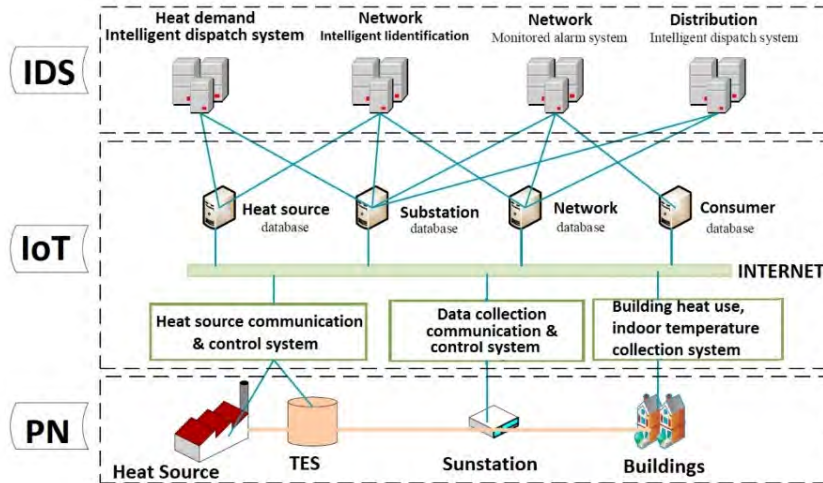 Heat demand
Intelligent dispatch system
Network
Intelligent Iidentification
Network
Monitored alarm system
Distribution
Intelligent dispatch system
IDS
Heat source
database
Substation
database
Network
database
Consumer
database
IoT
INTERNET
Heat source communication
& control system
Data collection
communication &
control system
Building heat use,
indoor temperature
collection system
PN
Heat Source
TES
Sunstation
Buildings